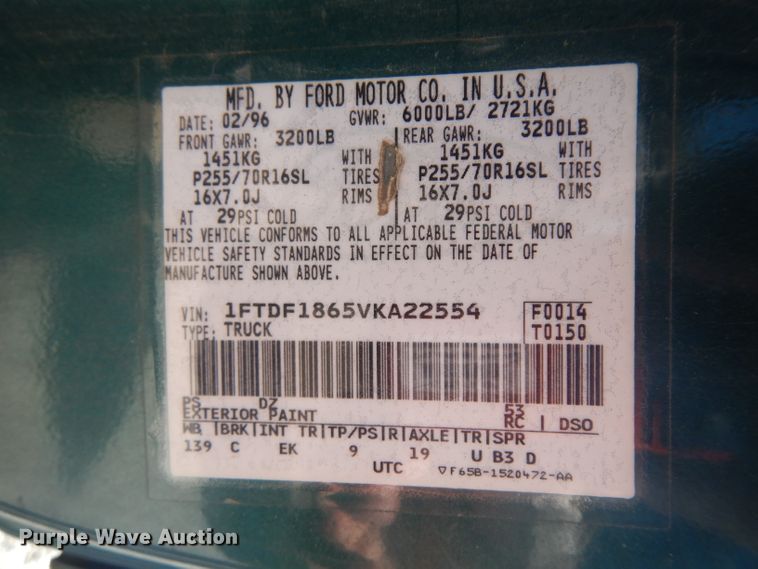 MFD. BY FORD MOTOR CO. IN U.S.A.
DATE: 02/96 GVWR: 6000LB/ 2721KG
FRONT GAWR: 3200LB REAR GAWR: 3200LB
1451KG WITH 1451KG WITH
P255/70R16SL TIRES P255/70R16SL TIRES
16X7.0J RIMS 16X7.0J RIMS
AT 29PSI COLD AT 29PSI COLD
THIS VEHICLE CONFORMS TO ALL APPLICABLE FEDERAL MOTOR
VEHICLE SAFETY STANDARDS IN EFFECT ON THE DATE OF
MANUFACTURE SHOWN ABOVE.
VIN: 1FTDF1865VKA22554 F0014
TYPE: TRUCK T0150
PS DZ 53
EXTERIOR PAINT RC DSO
WB BRK INT TR TP/PS R AXLE TR SPR
139 C EK 9 19 U B3 D
UTC ▽F65B-1520472-AA
Purple Wave Auction